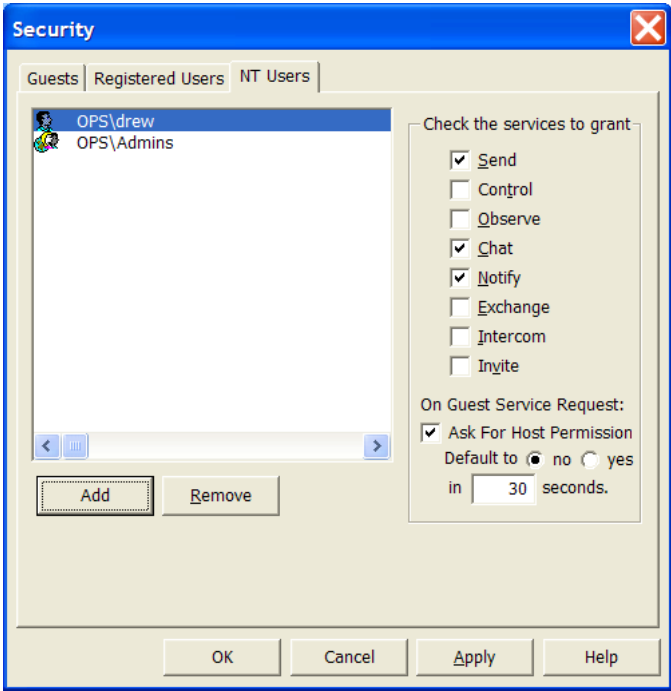 Security
Guests Registered Users NT Users
OPS\drew
OPS\Admins
Check the services to grant
Send
Control
Observe
Chat
Notify
Exchange
Intercom
Invite
On Guest Service Request:
Ask For Host Permission
Default to no yes
in 30 seconds.
Add Remove
OK Cancel Apply Help